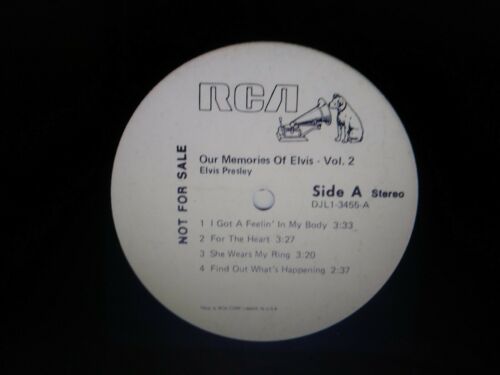 RCA
NOT FOR SALE
Our Memories Of Elvis - Vol. 2
Elvis Presley
Side A Stereo
DJL1-3455-A
1 I Got A Feelin' In My Body 3:33
2 For The Heart 3:27
3 She Wears My Ring 3:20
4 Find Out What's Happening 2:37